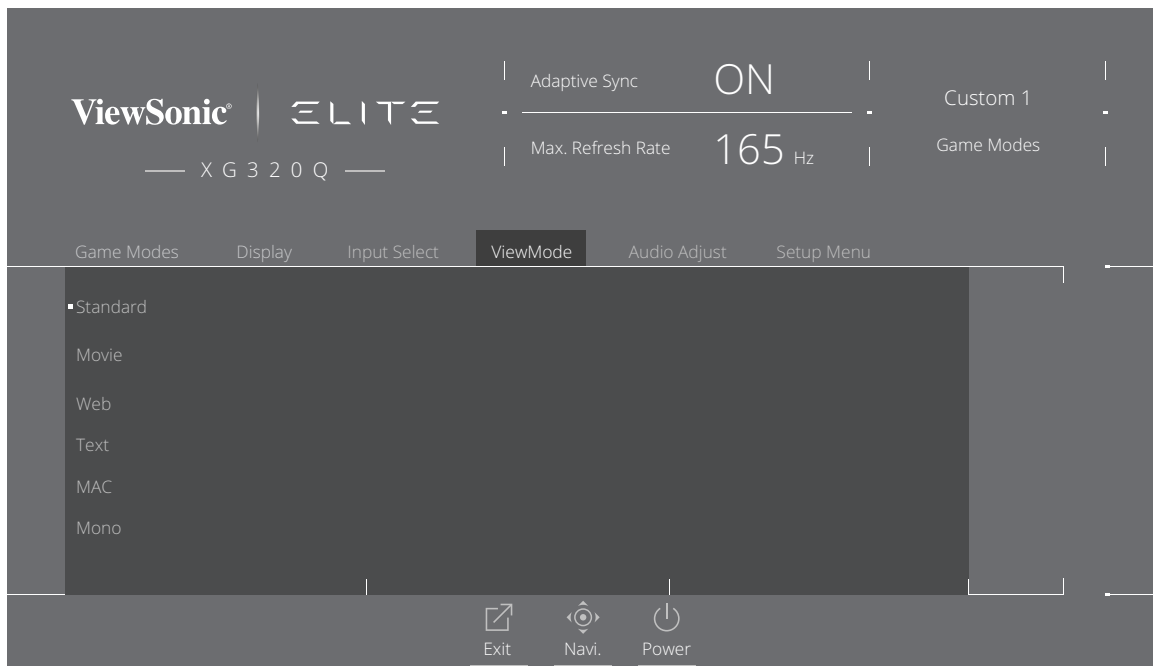 ViewSonic® | ELITE
XG320Q
Adaptive Sync ON
Max. Refresh Rate 165 Hz
Custom 1
Game Modes
Game Modes Display Input Select ViewMode Audio Adjust Setup Menu
Standard
Movie
Web
Text
MAC
Mono
Exit Navi. Power